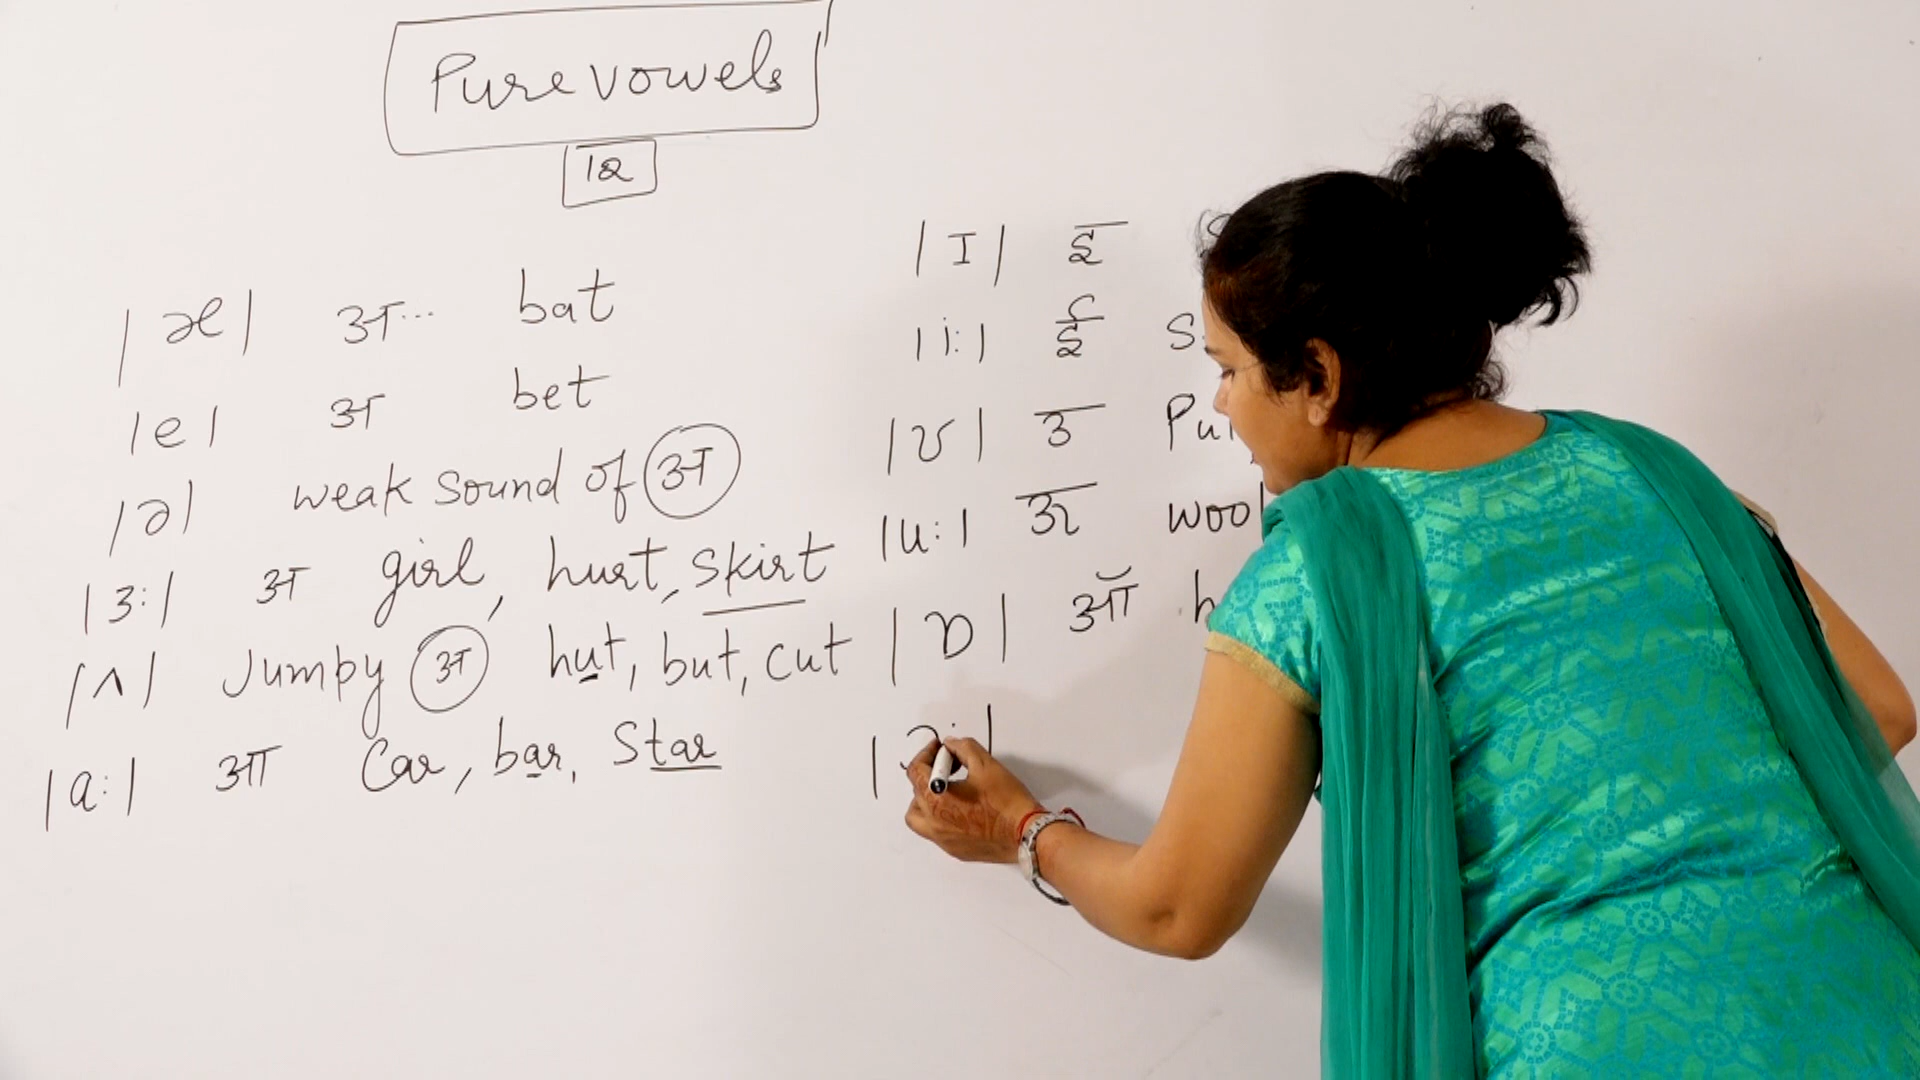 Pure vowels
12
/æ/ अ... bat
/e/ अ bet
/ə/ weak sound of अ
/ɜ:/ अ girl, hurt, skirt
/ʌ/ Jumpy अ hut, but, cut
/a:/ आ Car, bar, Star
/ɪ/ इ
/i:/ ई
/ʊ/ उ
/u:/ ऊ
/ɒ/ ऑ